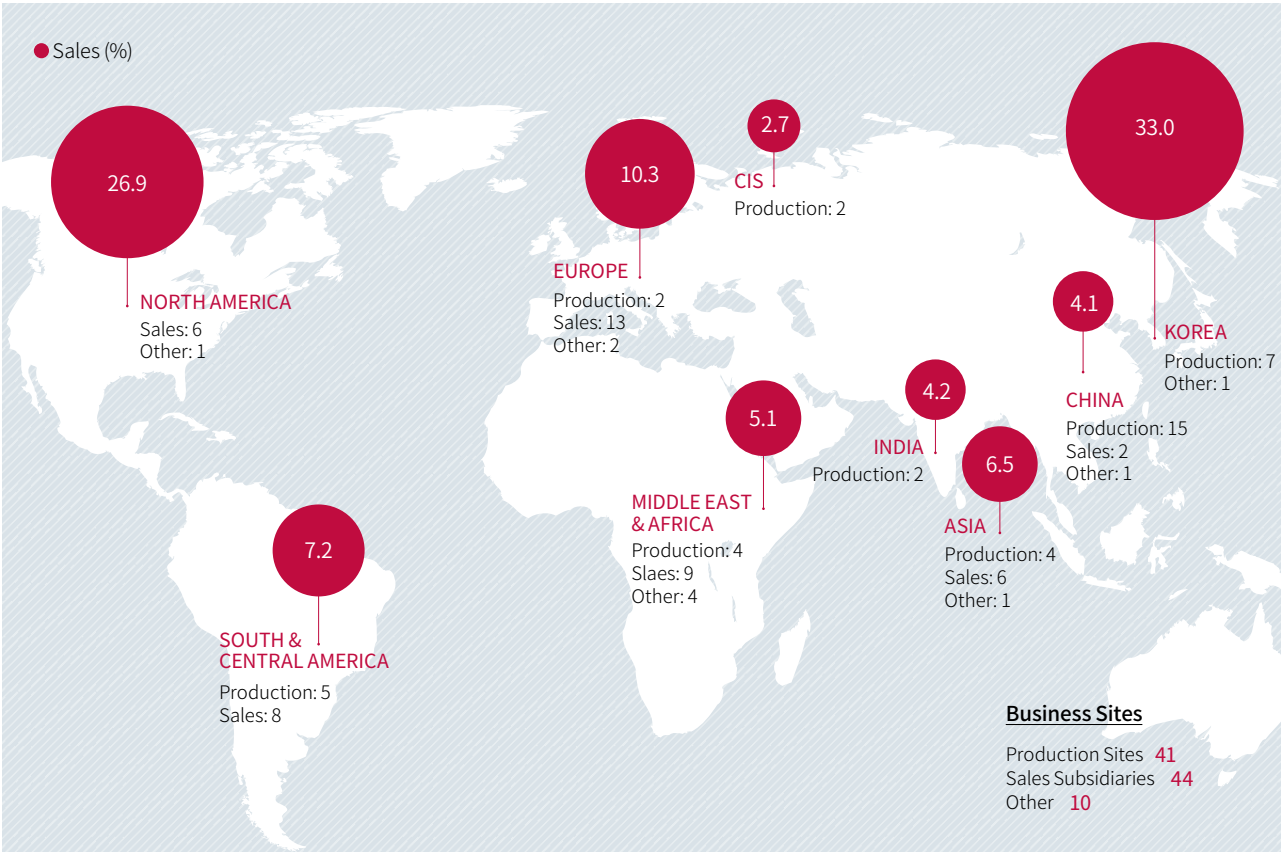 Sales (%)
26.9
NORTH AMERICA
Sales: 6
Other: 1
10.3
EUROPE
Production: 2
Sales: 13
Other: 2
2.7
CIS
Production: 2
33.0
KOREA
Production: 7
Other: 1
4.1
CHINA
Production: 15
Sales: 2
Other: 1
4.2
INDIA
Production: 2
6.5
ASIA
Production: 4
Sales: 6
Other: 1
5.1
MIDDLE EAST
& AFRICA
Production: 4
Slaes: 9
Other: 4
7.2
SOUTH &
CENTRAL AMERICA
Production: 5
Sales: 8
Business Sites
Production Sites 41
Sales Subsidiaries 44
Other 10